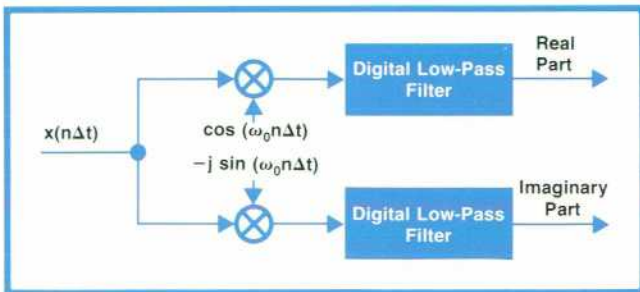 Real
Part
Digital Low-Pass
Filter
x(nΔt)
cos (ω₀nΔt)
−j sin (ω₀nΔt)
Imaginary
Part
Digital Low-Pass
Filter